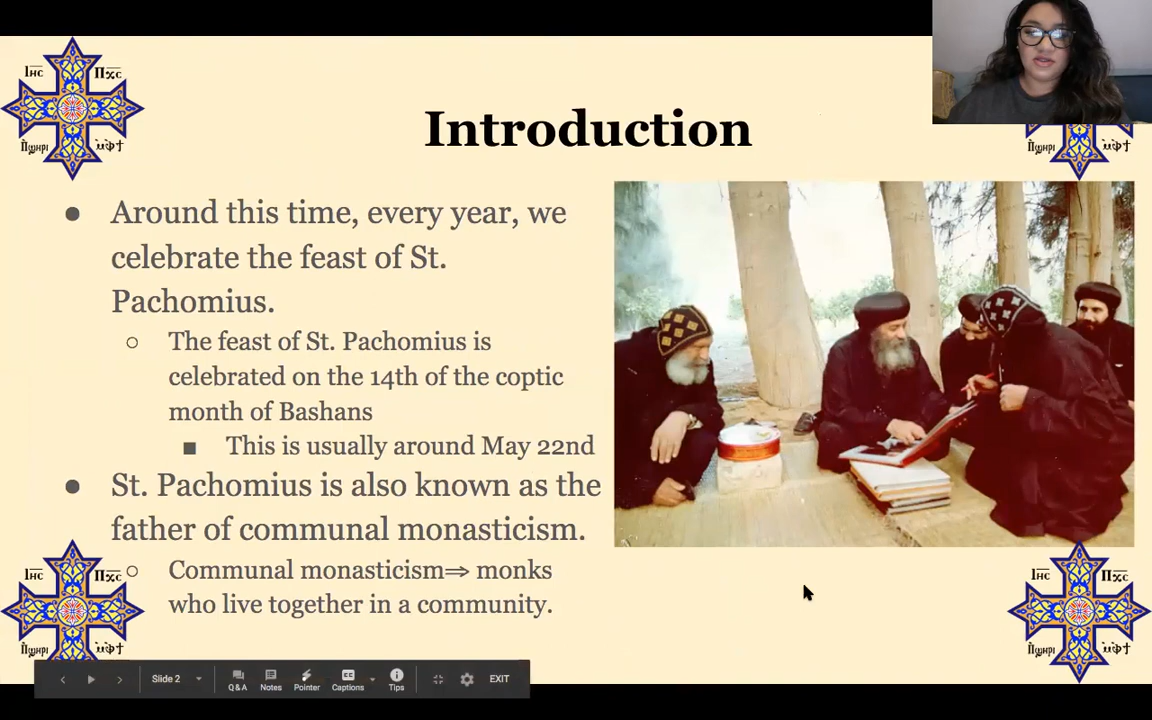 Introduction
● Around this time, every year, we
celebrate the feast of St.
Pachomius.
○ The feast of St. Pachomius is
celebrated on the 14th of the coptic
month of Bashans
■ This is usually around May 22nd
● St. Pachomius is also known as the
father of communal monasticism.
○ Communal monasticism⇒ monks
who live together in a community.
Slide 2
Q&A
Notes
Pointer
Captions
Tips
EXIT